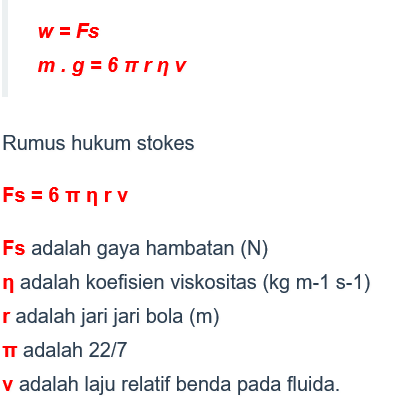 w = Fs
m . g = 6 π r η v
Rumus hukum stokes
Fs = 6 π η r v
Fs adalah gaya hambatan (N)
η adalah koefisien viskositas (kg m-1 s-1)
r adalah jari jari bola (m)
π adalah 22/7
v adalah laju relatif benda pada fluida.